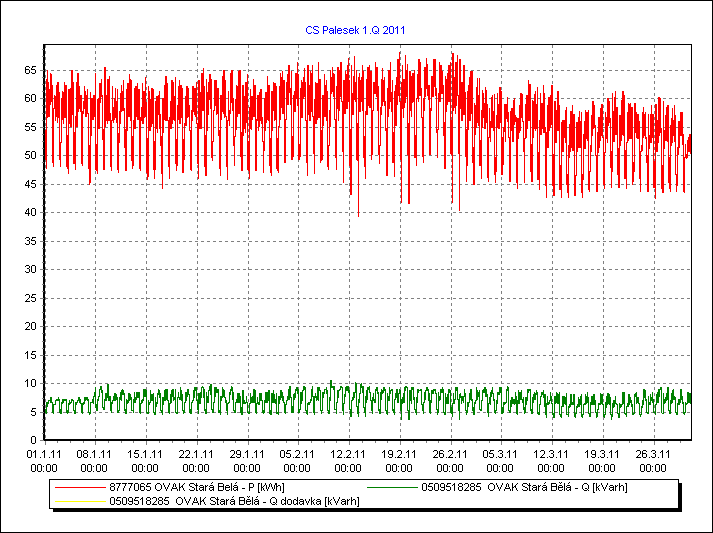 CS Palesek 1.Q 2011
65
60
55
50
45
40
35
30
25
20
15
10
5
0
01.1.11 08.1.11 15.1.11 22.1.11 29.1.11 05.2.11 12.2.11 19.2.11 26.2.11 05.3.11 12.3.11 19.3.11 26.3.11
00:00 00:00 00:00 00:00 00:00 00:00 00:00 00:00 00:00 00:00 00:00 00:00 00:00
8777065 OVAK Stará Belá - P [kWh] 0509518285 OVAK Stará Bělá - Q [kVarh]
0509518285 OVAK Stará Bělá - Q dodavka [kVarh]